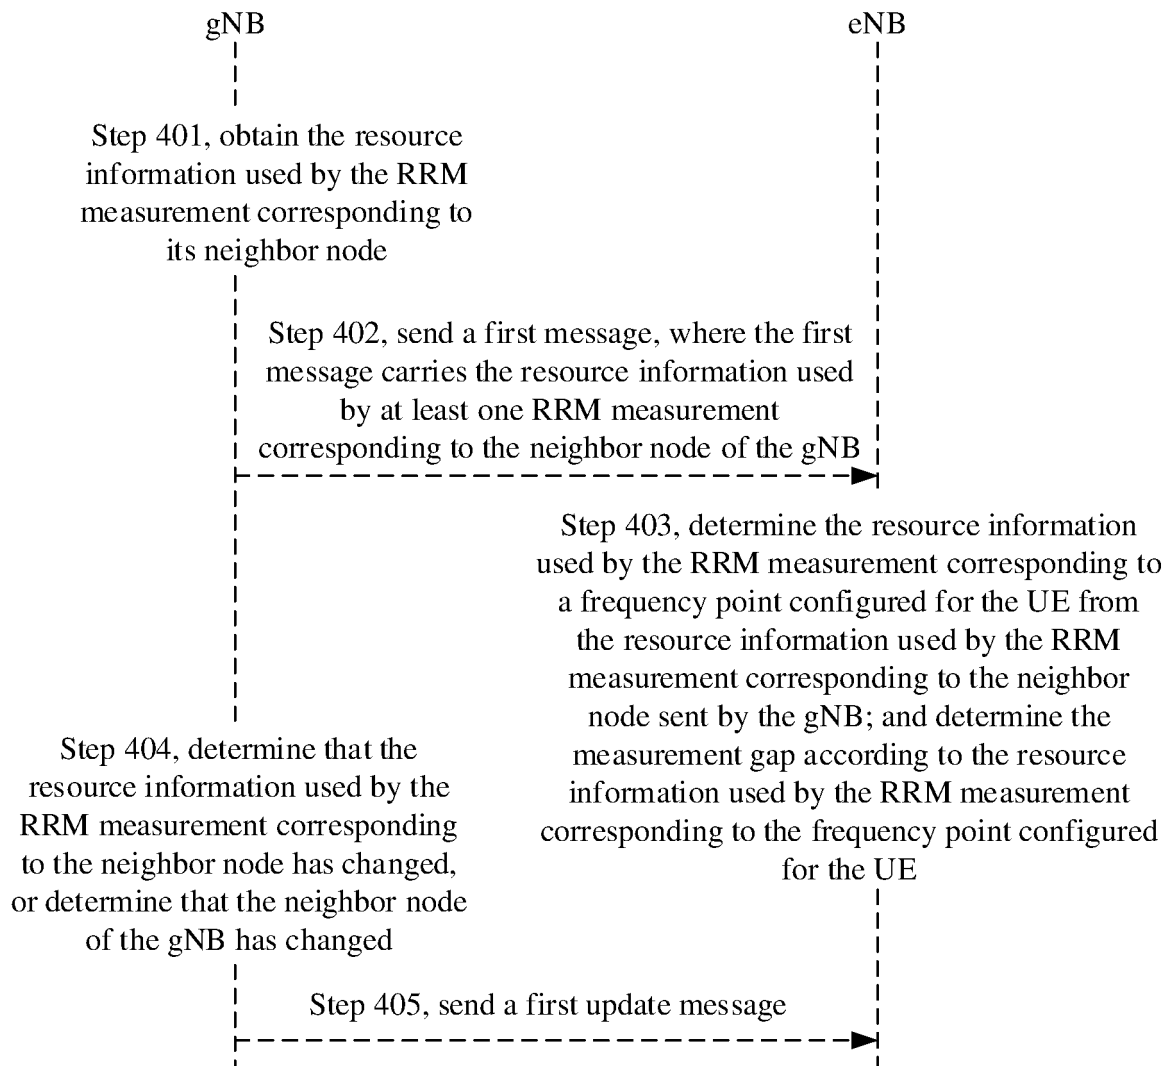 gNB
eNB
Step 401, obtain the resource
information used by the RRM
measurement corresponding to
its neighbor node
Step 402, send a first message, where the first
message carries the resource information used
by at least one RRM measurement
corresponding to the neighbor node of the gNB
Step 403, determine the resource information
used by the RRM measurement corresponding to
a frequency point configured for the UE from
the resource information used by the RRM
measurement corresponding to the neighbor
node sent by the gNB; and determine the
measurement gap according to the resource
information used by the RRM measurement
corresponding to the frequency point configured
for the UE
Step 404, determine that the
resource information used by the
RRM measurement corresponding
to the neighbor node has changed,
or determine that the neighbor node
of the gNB has changed
Step 405, send a first update message